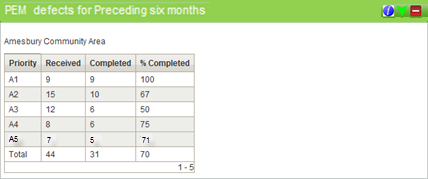 PEM defects for Preceding six months
Amesbury Community Area
Priority Received Completed % Completed
A1 9 9 100
A2 15 10 67
A3 12 6 50
A4 8 6 75
A5 7 5 71
Total 44 31 70
1 - 5